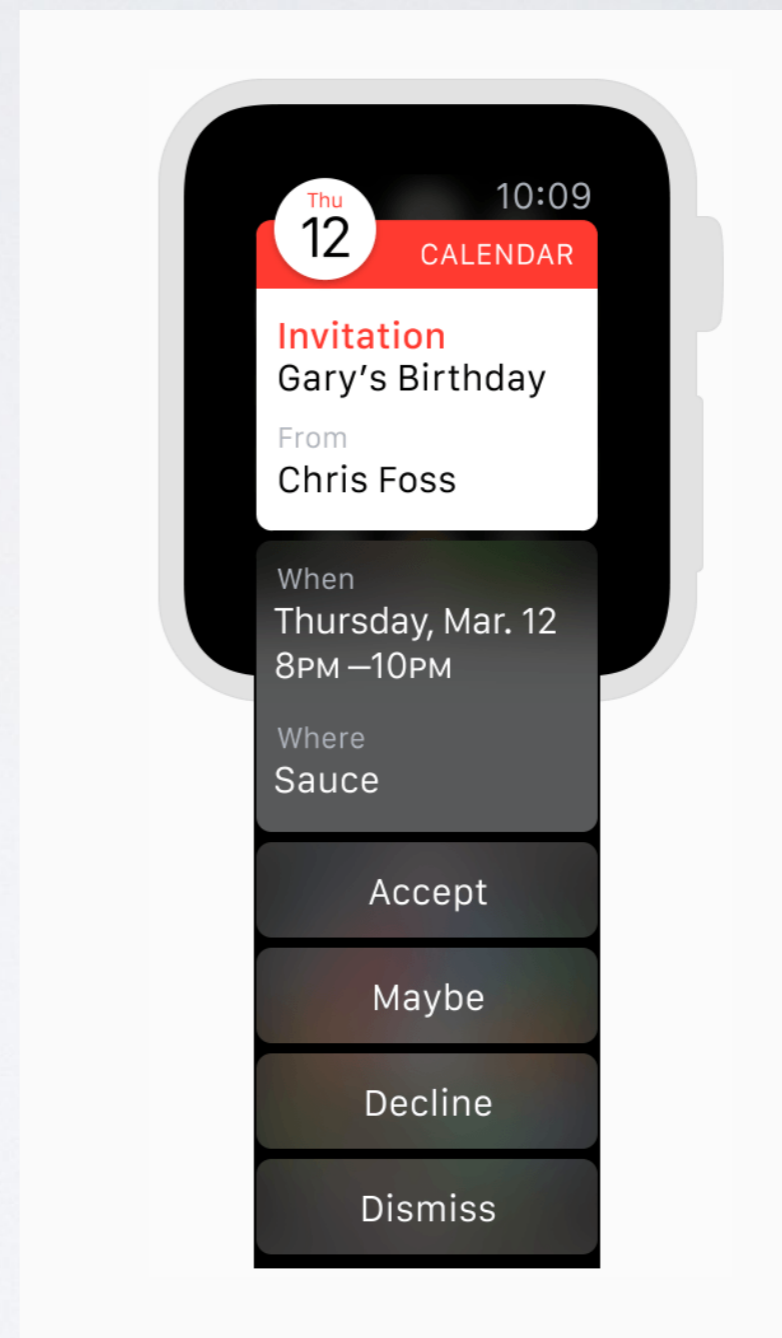 10:09
Thu
12
CALENDAR
Invitation
Gary’s Birthday
From
Chris Foss
When
Thursday, Mar. 12
8PM –10PM
Where
Sauce
Accept
Maybe
Decline
Dismiss